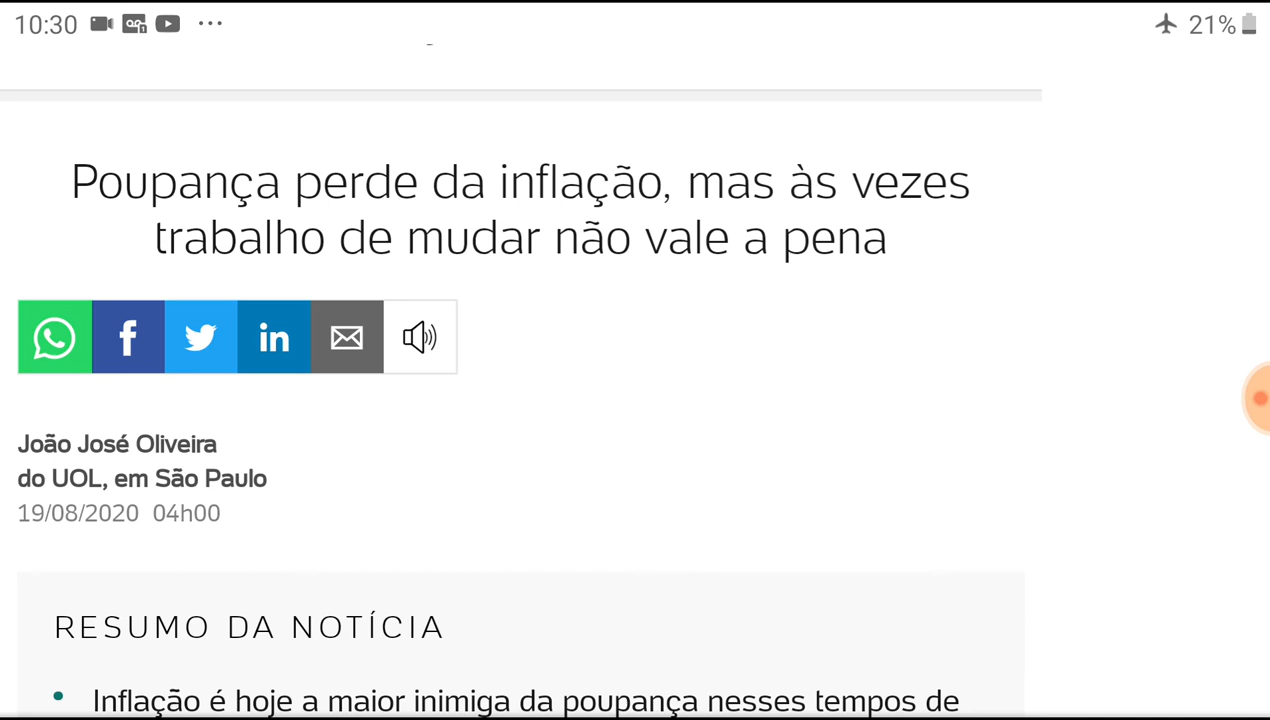 10:30
21%
Poupança perde da inflação, mas às vezes
trabalho de mudar não vale a pena
João José Oliveira
do UOL, em São Paulo
19/08/2020 04h00
RESUMO DA NOTÍCIA
Inflação é hoje a maior inimiga da poupança nesses tempos de